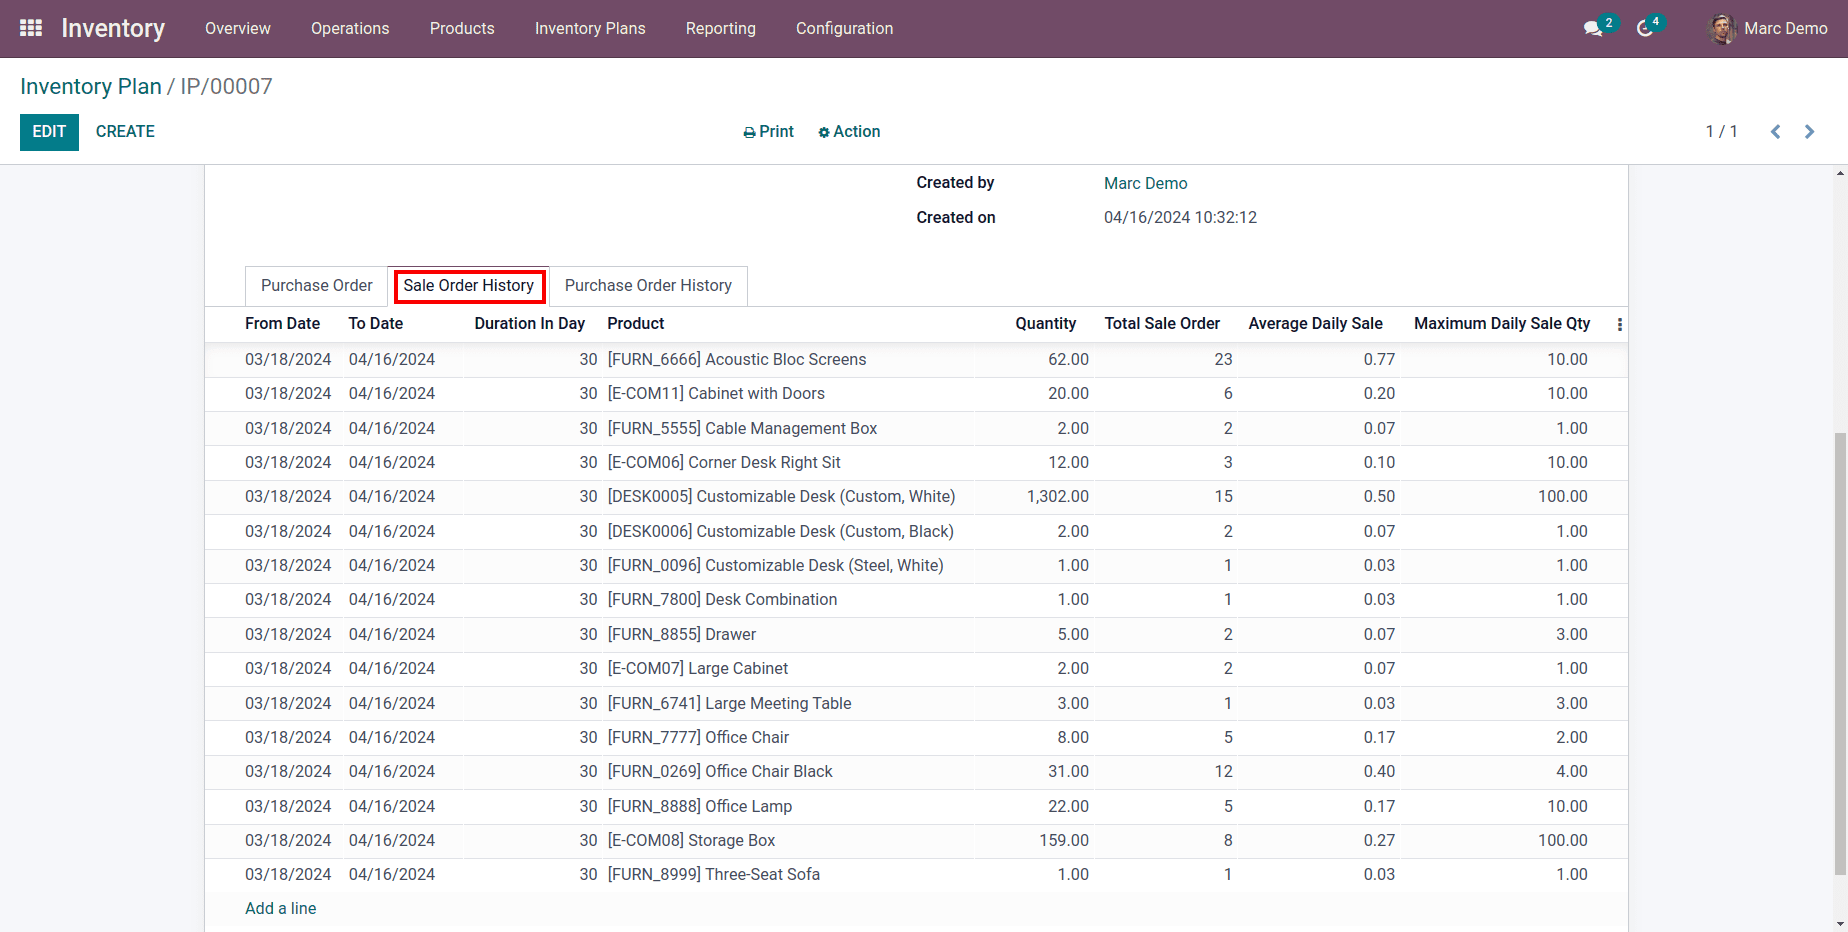 Inventory Overview Operations Products Inventory Plans Reporting Configuration 2 4 Marc Demo
Inventory Plan / IP/00007
EDIT CREATE Print Action 1 / 1
Created by Marc Demo
Created on 04/16/2024 10:32:12
Purchase Order Sale Order History Purchase Order History
From Date To Date Duration In Day Product Quantity Total Sale Order Average Daily Sale Maximum Daily Sale Qty
03/18/2024 04/16/2024 30 [FURN_6666] Acoustic Bloc Screens 62.00 23 0.77 10.00
03/18/2024 04/16/2024 30 [E-COM11] Cabinet with Doors 20.00 6 0.20 10.00
03/18/2024 04/16/2024 30 [FURN_5555] Cable Management Box 2.00 2 0.07 1.00
03/18/2024 04/16/2024 30 [E-COM06] Corner Desk Right Sit 12.00 3 0.10 10.00
03/18/2024 04/16/2024 30 [DESK0005] Customizable Desk (Custom, White) 1,302.00 15 0.50 100.00
03/18/2024 04/16/2024 30 [DESK0006] Customizable Desk (Custom, Black) 2.00 2 0.07 1.00
03/18/2024 04/16/2024 30 [FURN_0096] Customizable Desk (Steel, White) 1.00 1 0.03 1.00
03/18/2024 04/16/2024 30 [FURN_7800] Desk Combination 1.00 1 0.03 1.00
03/18/2024 04/16/2024 30 [FURN_8855] Drawer 5.00 2 0.07 3.00
03/18/2024 04/16/2024 30 [E-COM07] Large Cabinet 2.00 2 0.07 1.00
03/18/2024 04/16/2024 30 [FURN_6741] Large Meeting Table 3.00 1 0.03 3.00
03/18/2024 04/16/2024 30 [FURN_7777] Office Chair 8.00 5 0.17 2.00
03/18/2024 04/16/2024 30 [FURN_0269] Office Chair Black 31.00 12 0.40 4.00
03/18/2024 04/16/2024 30 [FURN_8888] Office Lamp 22.00 5 0.17 10.00
03/18/2024 04/16/2024 30 [E-COM08] Storage Box 159.00 8 0.27 100.00
03/18/2024 04/16/2024 30 [FURN_8999] Three-Seat Sofa 1.00 1 0.03 1.00
Add a line